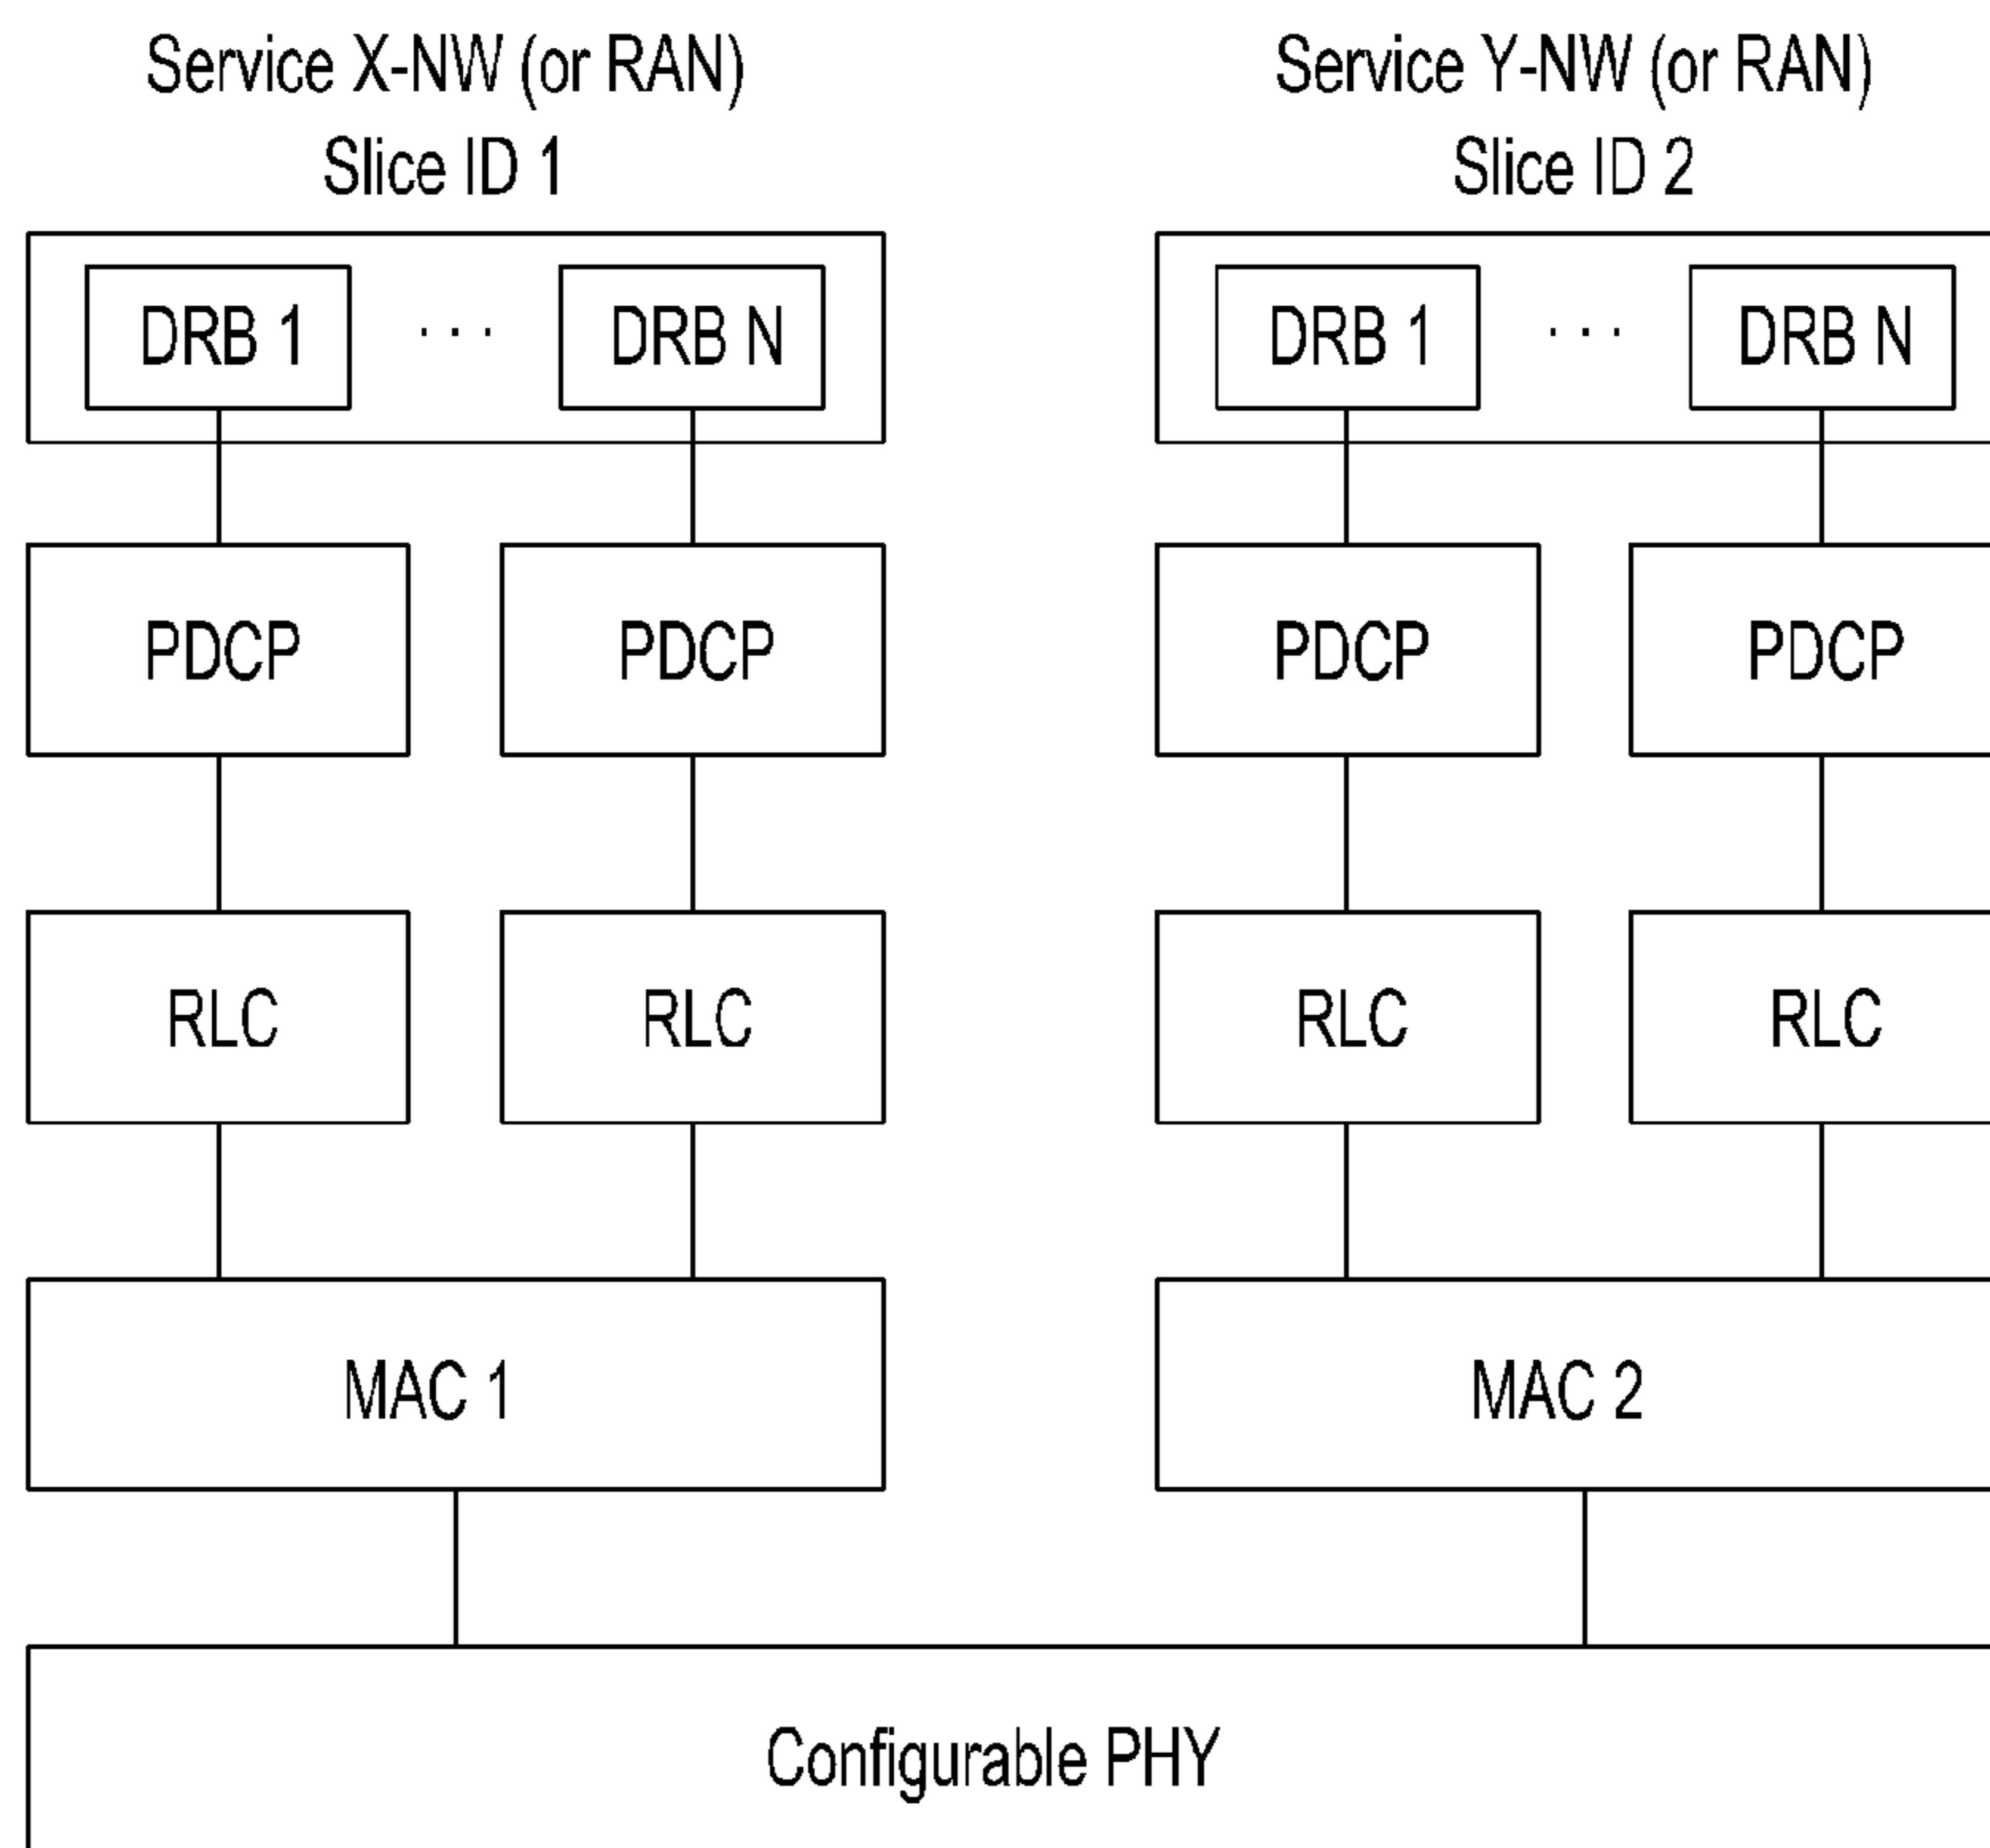 Service X-NW (or RAN)
Slice ID 1
Service Y-NW (or RAN)
Slice ID 2
DRB 1 ... DRB N
DRB 1 ... DRB N
PDCP
PDCP
PDCP
PDCP
RLC
RLC
RLC
RLC
MAC 1
MAC 2
Configurable PHY